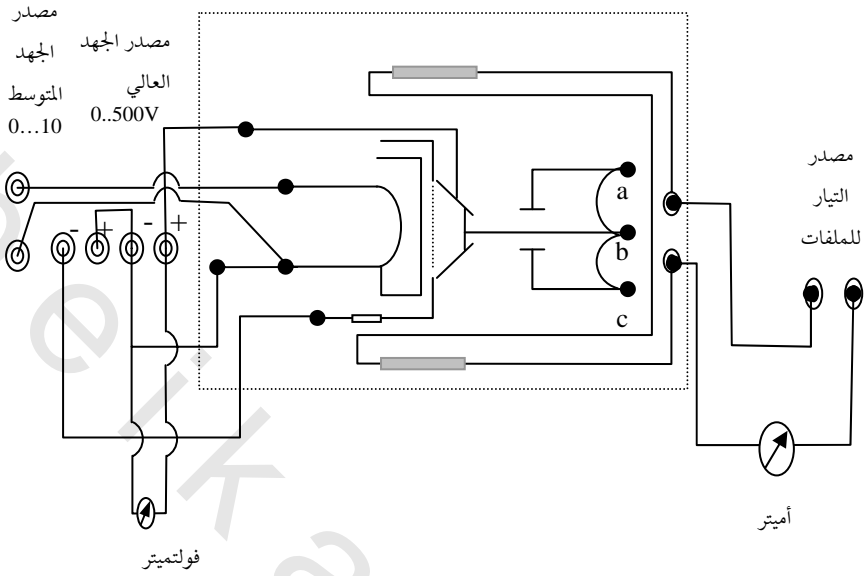 مصدر
الجهد
المتوسط
0…10
مصدر الجهد
العالي
0..500V
- + - +
a
b
c
مصدر
التيار
للملفات
أميتر
فولتميتر
e i k a